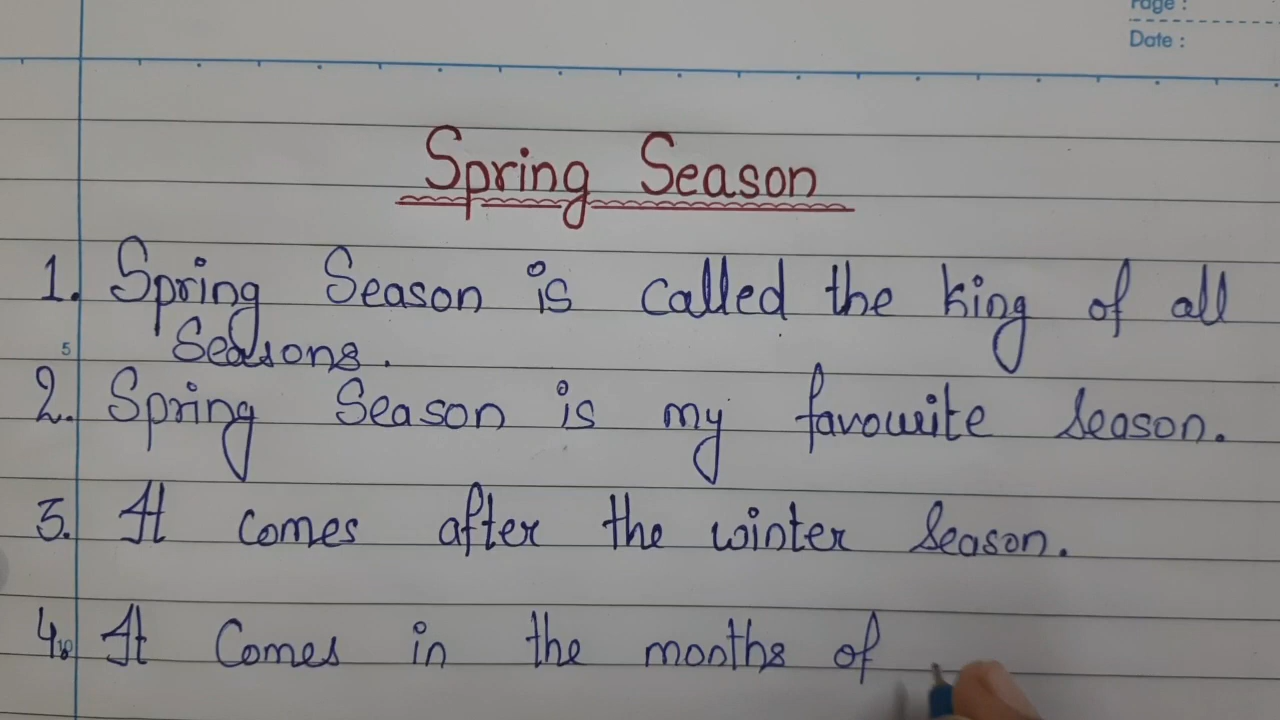 Page :
Date :
Spring Season
1. Spring Season is called the king of all
5 Seasons.
2. Spring Season is my favourite season.
3. It comes after the winter season.
4. It Comes in the months of